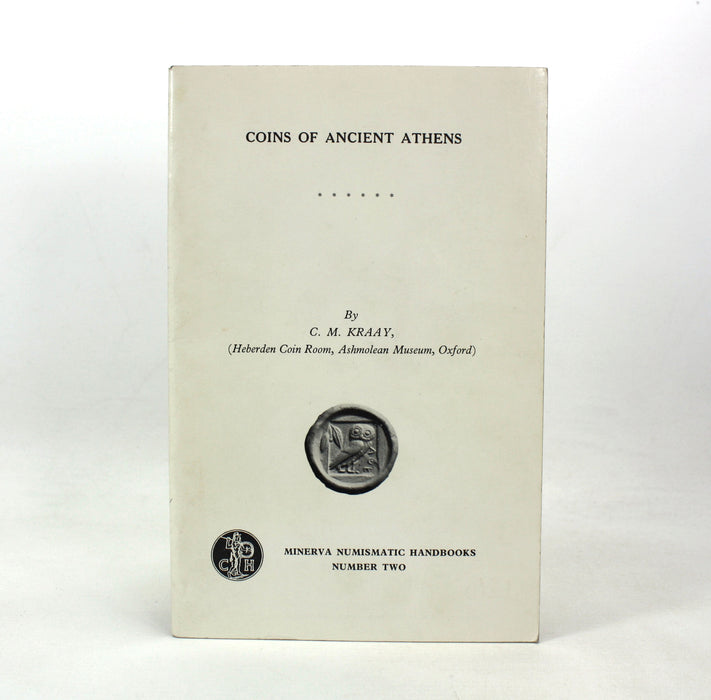 COINS OF ANCIENT ATHENS
* * * * * *
By
C. M. KRAAY,
(Heberden Coin Room, Ashmolean Museum, Oxford)
MINERVA NUMISMATIC HANDBOOKS
NUMBER TWO